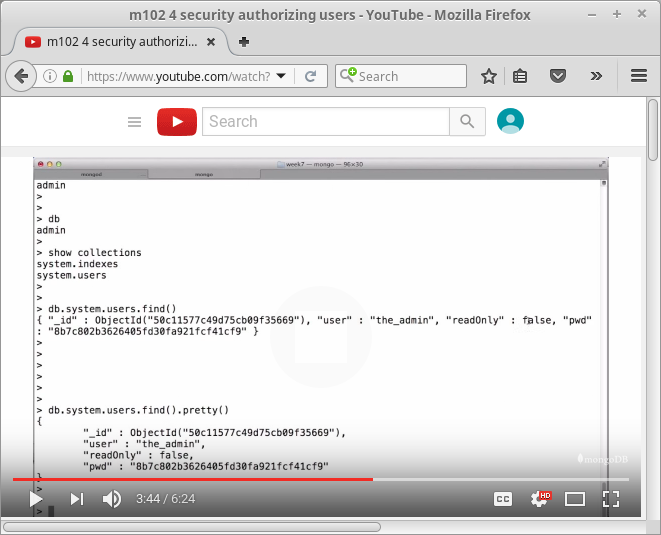 m102 4 security authorizing users - YouTube - Mozilla Firefox
m102 4 security authorizi...
https://www.youtube.com/watch?
Search
Search
week7 — mongo — 96×30
mongod
mongo
admin
>
>
> db
admin
>
> show collections
system.indexes
system.users
>
>
> db.system.users.find()
{ "_id" : ObjectId("50c11577c49d75cb09f35669"), "user" : "the_admin", "readOnly" : false, "pwd"
: "8b7c802b3626405fd30fa921fcf41cf9" }
>
>
>
>
>
>
> db.system.users.find().pretty()
{
"_id" : ObjectId("50c11577c49d75cb09f35669"),
"user" : "the_admin",
"readOnly" : false,
"pwd" : "8b7c802b3626405fd30fa921fcf41cf9"
}
>
>
mongoDB
3:44 / 6:24
CC
HD